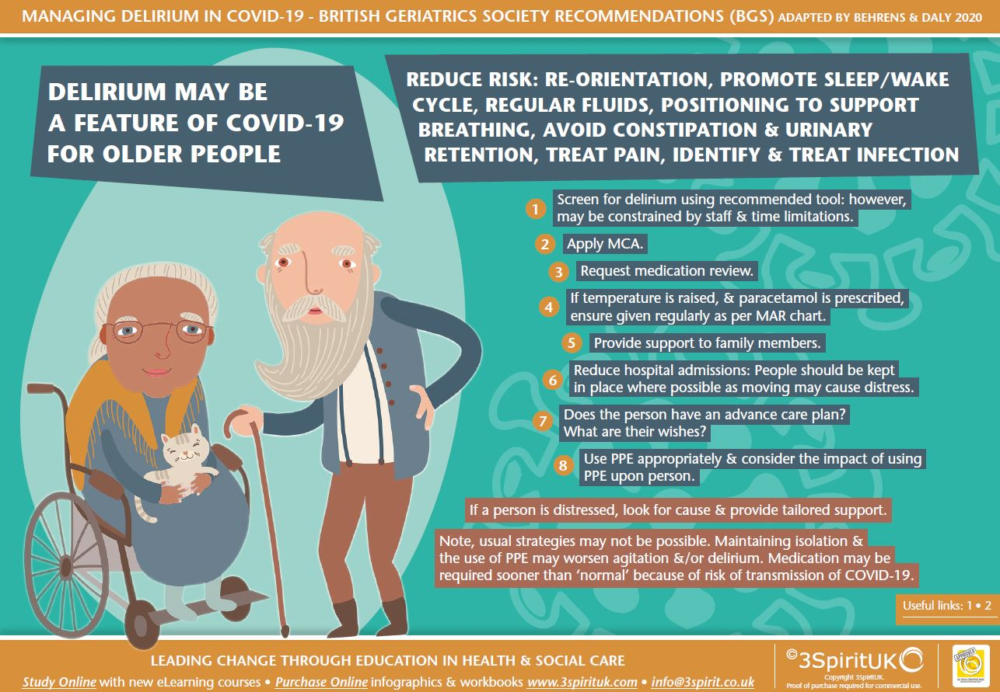 MANAGING DELIRIUM IN COVID-19 - BRITISH GERIATRICS SOCIETY RECOMMENDATIONS (BGS) ADAPTED BY BEHRENS & DALY 2020
DELIRIUM MAY BE
A FEATURE OF COVID-19
FOR OLDER PEOPLE
REDUCE RISK: RE-ORIENTATION, PROMOTE SLEEP/WAKE
CYCLE, REGULAR FLUIDS, POSITIONING TO SUPPORT
BREATHING, AVOID CONSTIPATION & URINARY
RETENTION, TREAT PAIN, IDENTIFY & TREAT INFECTION
1 Screen for delirium using recommended tool: however,
may be constrained by staff & time limitations.
2 Apply MCA.
3 Request medication review.
4 If temperature is raised, & paracetamol is prescribed,
ensure given regularly as per MAR chart.
5 Provide support to family members.
6 Reduce hospital admissions: People should be kept
in place where possible as moving may cause distress.
7 Does the person have an advance care plan?
What are their wishes?
8 Use PPE appropriately & consider the impact of using
PPE upon person.
If a person is distressed, look for cause & provide tailored support.
Note, usual strategies may not be possible. Maintaining isolation &
the use of PPE may worsen agitation &/or delirium. Medication may be
required sooner than ’normal’ because of risk of transmission of COVID-19.
Useful links: 1 • 2
LEADING CHANGE THROUGH EDUCATION IN HEALTH & SOCIAL CARE
Study Online with new eLearning courses • Purchase Online infographics & workbooks www.3spirituk.com • info@3spirit.co.uk
©3SpiritUK
Copyright 3SpiritUK.
Proof of purchase required for commercial use.
APPROVED